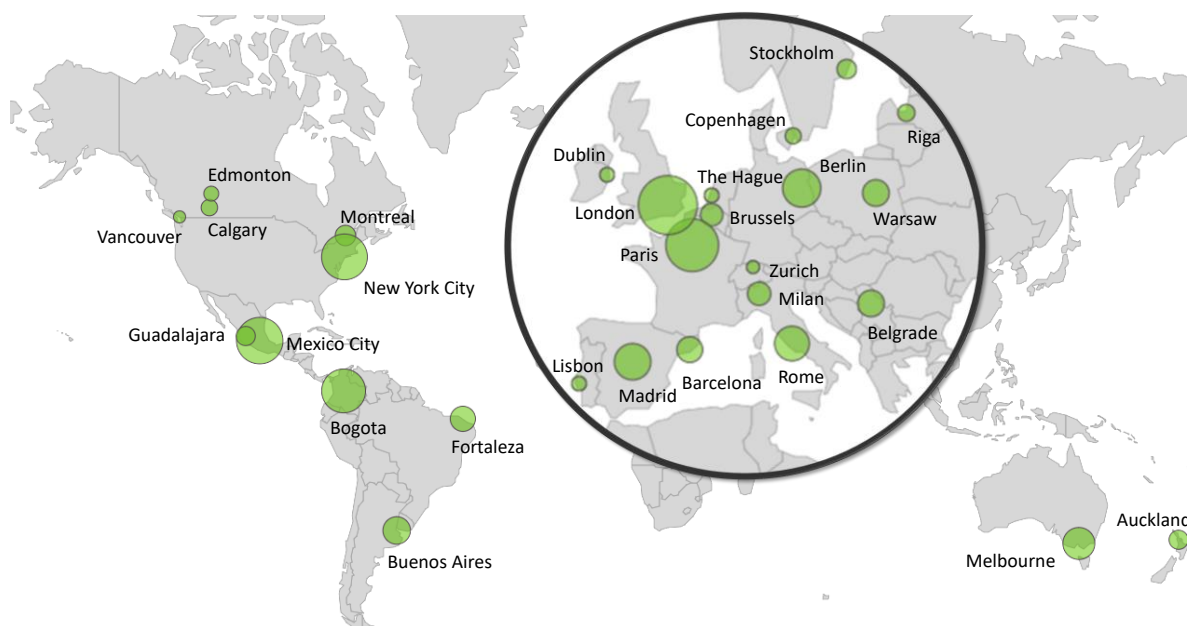 Stockholm
Copenhagen
Riga
Dublin
The Hague
Berlin
London
Brussels
Warsaw
Paris
Zurich
Milan
Belgrade
Lisbon
Madrid
Barcelona
Rome
Edmonton
Vancouver
Calgary
Montreal
New York City
Guadalajara
Mexico City
Bogota
Fortaleza
Buenos Aires
Melbourne
Auckland